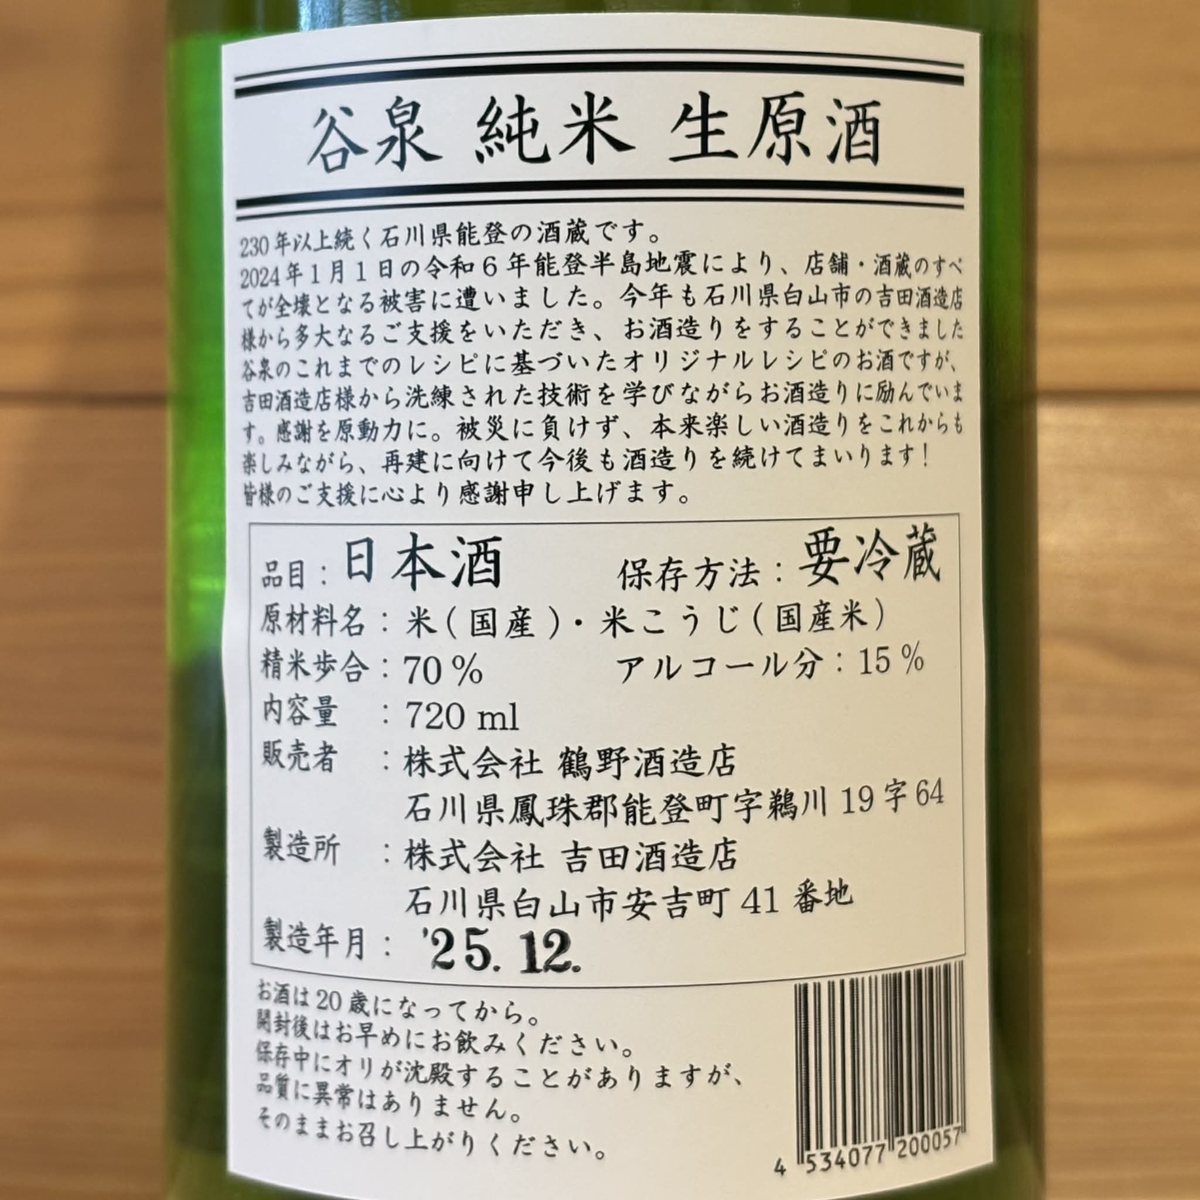 谷泉 純米 生原酒
230年以上続く石川県能登の酒蔵です。
2024年1月1日の令和6年能登半島地震により、店舗・酒蔵のすべ
てが全壊となる被害に遭いました。今年も石川県白山市の吉田酒造店
様から多大なるご支援をいただき、お酒造りをすることができました
谷泉のこれまでのレシピに基づいたオリジナルレシピのお酒ですが、
吉田酒造店様から洗練された技術を学びながらお酒造りに励んでいま
す。感謝を原動力に。被災に負けず、本来楽しい酒造りをこれからも
楽しみながら、再建に向けて今後も酒造りを続けてまいります!
皆様のご支援に心より感謝申し上げます。
品目:日本酒 保存方法:要冷蔵
原材料名:米(国産)・米こうじ(国産米)
精米歩合:70% アルコール分:15%
内容量:720 ml
販売者:株式会社 鶴野酒造店
石川県鳳珠郡能登町字鵜川19字64
製造所:株式会社 吉田酒造店
石川県白山市安吉町41番地
製造年月:'25.12.
お酒は20歳になってから。
開封後はお早めにお飲みください。
保存中にオリが沈殿することがありますが、
品質に異常はありません。
そのままお召し上がりください。
4 534077 200057